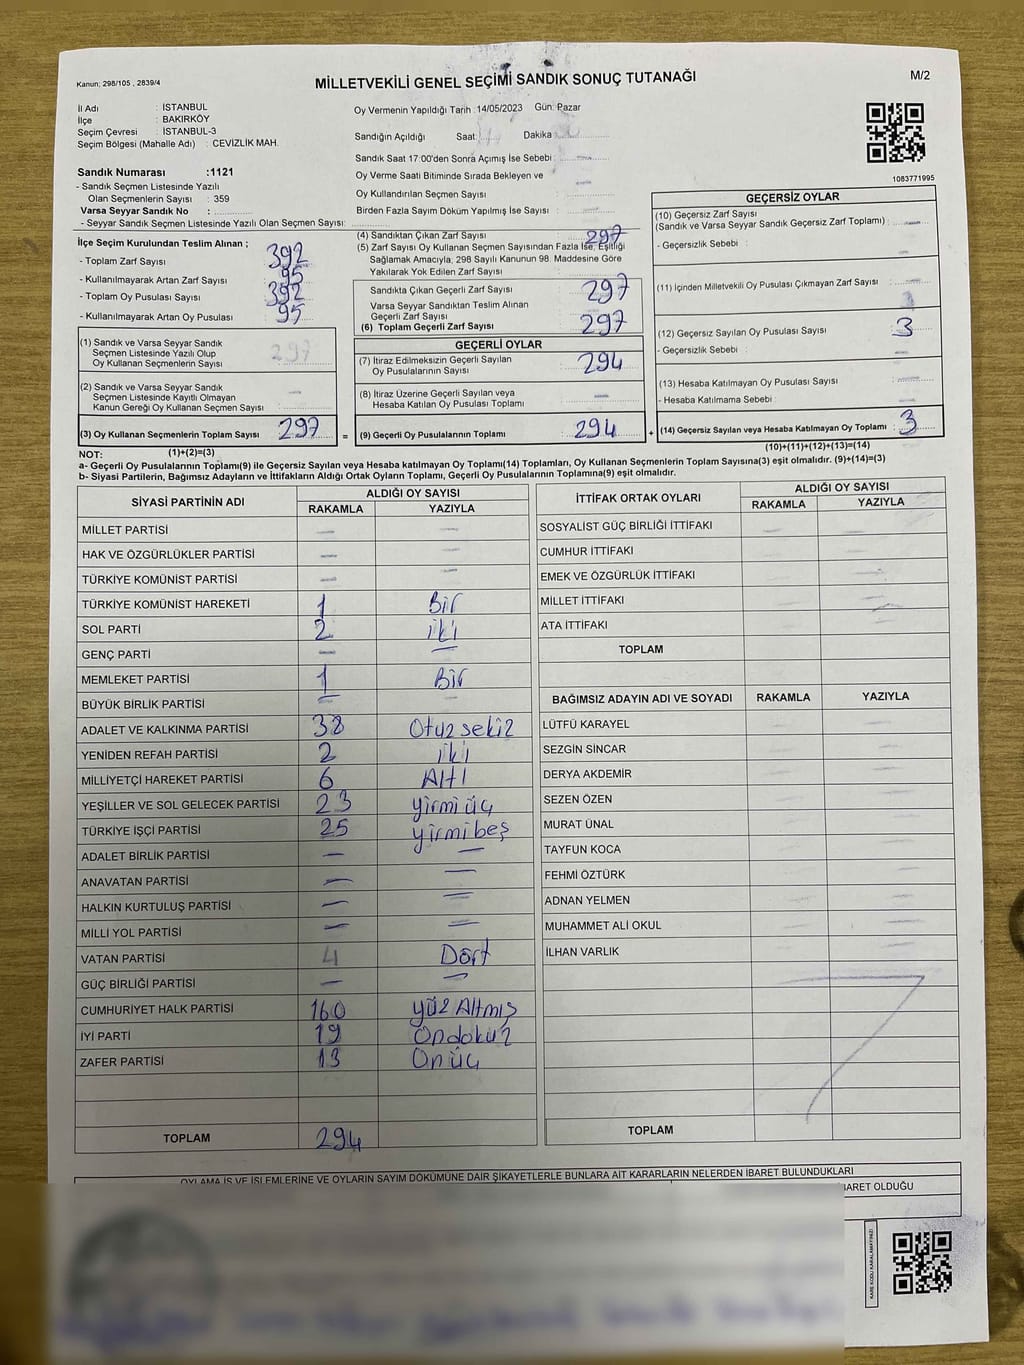 Kanun; 298/105 , 2839/4
MİLLETVEKİLİ GENEL SEÇİMİ SANDIK SONUÇ TUTANAĞI
M/2
İl Adı : İSTANBUL
İlçe : BAKIRKÖY
Seçim Çevresi : İSTANBUL-3
Seçim Bölgesi (Mahalle Adı) : CEVİZLİK MAH.
Sandık Numarası :1121
- Sandık Seçmen Listesinde Yazılı
Olan Seçmenlerin Sayısı : 359
Varsa Seyyar Sandık No :
- Seyyar Sandık Seçmen Listesinde Yazılı Olan Seçmen Sayısı:
Oy Vermenin Yapıldığı Tarih :14/05/2023 Gün: Pazar
Sandığın Açıldığı Saat: Dakika :
Sandık Saat 17:00'den Sonra Açımış İse Sebebi :
Oy Verme Saati Bitiminde Sırada Bekleyen ve
Oy Kullandırılan Seçmen Sayısı
Birden Fazla Sayım Döküm Yapılmış İse Sayısı :
1083771995
İlçe Seçim Kurulundan Teslim Alınan ;
- Toplam Zarf Sayısı 392
- Kullanılmayarak Artan Zarf Sayısı : 95
- Toplam Oy Pusulası Sayısı : 392
- Kullanılmayarak Artan Oy Pusulası : 95
(4) Sandıktan Çıkan Zarf Sayısı : 297
(5) Zarf Sayısı Oy Kullanan Seçmen Sayısından Fazla İse, Eşitliği
Sağlamak Amacıyla, 298 Sayılı Kanunun 98. Maddesine Göre
Yakılarak Yok Edilen Zarf Sayısı :
Sandıkta Çıkan Geçerli Zarf Sayısı : 297
Varsa Seyyar Sandıktan Teslim Alınan
Geçerli Zarf Sayısı :
(6) Toplam Geçerli Zarf Sayısı : 297
GEÇERSİZ OYLAR
(10) Geçersiz Zarf Sayısı
(Sandık ve Varsa Seyyar Sandık Geçersiz Zarf Toplamı) :
- Geçersizlik Sebebi :
(11) İçinden Milletvekili Oy Pusulası Çıkmayan Zarf Sayısı :
(12) Geçersiz Sayılan Oy Pusulası Sayısı : 3
- Geçersizlik Sebebi :
(13) Hesaba Katılmayan Oy Pusulası Sayısı :
- Hesaba Katılmama Sebebi :
(14) Geçersiz Sayılan veya Hesaba Katılmayan Oy Toplamı : 3
(10)+(11)+(12)+(13)=(14)
(1) Sandık ve Varsa Seyyar Sandık
Seçmen Listesinde Yazılı Olup
Oy Kullanan Seçmenlerin Sayısı : 297
(2) Sandık ve Varsa Seyyar Sandık
Seçmen Listesinde Kayıtlı Olmayan
Kanun Gereği Oy Kullanan Seçmen Sayısı :
(3) Oy Kullanan Seçmenlerin Toplam Sayısı : 297
(1)+(2)=(3)
GEÇERLİ OYLAR
(7) İtiraz Edilmeksizin Geçerli Sayılan
Oy Pusulalarının Sayısı : 294
(8) İtiraz Üzerine Geçerli Sayılan veya
Hesaba Katılan Oy Pusulası Toplamı :
= (9) Geçerli Oy Pusulalarının Toplamı : 294 +
NOT:
a- Geçerli Oy Pusulalarının Toplamı(9) ile Geçersiz Sayılan veya Hesaba katılmayan Oy Toplamı(14) Toplamları, Oy Kullanan Seçmenlerin Toplam Sayısına(3) eşit olmalıdır. (9)+(14)=(3)
b- Siyasi Partilerin, Bağımsız Adayların ve İttifakların Aldığı Ortak Oyların Toplamı, Geçerli Oy Pusulalarının Toplamına(9) eşit olmalıdır.
SİYASİ PARTİNİN ADI ALDIĞI OY SAYISI
RAKAMLA YAZIYLA
MİLLET PARTİSİ
HAK VE ÖZGÜRLÜKLER PARTİSİ
TÜRKİYE KOMÜNİST PARTİSİ
TÜRKİYE KOMÜNİST HAREKETİ 1 Bir
SOL PARTİ 2 iki
GENÇ PARTİ
MEMLEKET PARTİSİ 1 Bir
BÜYÜK BİRLİK PARTİSİ
ADALET VE KALKINMA PARTİSİ 38 Otuz sekiz
YENİDEN REFAH PARTİSİ 2 iki
MİLLİYETÇİ HAREKET PARTİSİ 6 Altı
YEŞİLLER VE SOL GELECEK PARTİSİ 23 yirmi üç
TÜRKİYE İŞÇİ PARTİSİ 25 yirmi beş
ADALET BİRLİK PARTİSİ
ANAVATAN PARTİSİ
HALKIN KURTULUŞ PARTİSİ
MİLLİ YOL PARTİSİ
VATAN PARTİSİ 4 Dört
GÜÇ BİRLİĞİ PARTİSİ
CUMHURİYET HALK PARTİSİ 160 yüz Altmış
İYİ PARTİ 19 Ondokuz
ZAFER PARTİSİ 13 On üç
TOPLAM 294
İTTİFAK ORTAK OYLARI ALDIĞI OY SAYISI
RAKAMLA YAZIYLA
SOSYALİST GÜÇ BİRLİĞİ İTTİFAKI
CUMHUR İTTİFAKI
EMEK VE ÖZGÜRLÜK İTTİFAKI
MİLLET İTTİFAKI
ATA İTTİFAKI
TOPLAM
BAĞIMSIZ ADAYIN ADI VE SOYADI RAKAMLA YAZIYLA
LÜTFÜ KARAYEL
SEZGİN SİNCAR
DERYA AKDEMİR
SEZEN ÖZEN
MURAT ÜNAL
TAYFUN KOCA
FEHMİ ÖZTÜRK
ADNAN YELMEN
MUHAMMET ALİ OKUL
İLHAN VARLIK
TOPLAM
OYLAMA İŞ VE İŞLEMLERİNE VE OYLARIN SAYIM DÖKÜMÜNE DAİR ŞİKAYETLERLE BUNLARA AİT KARARLARIN NELERDEN İBARET BULUNDUKLARI
İBARET OLDUĞU
KARE KODU KARALAMAYINIZ!